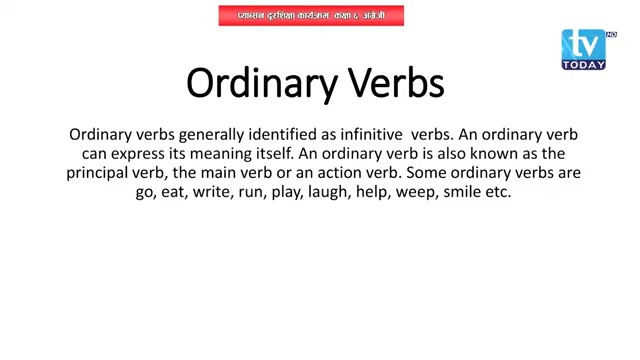 प्यान्सन दूरशिक्षा कार्यक्रम कक्षा ६ अंग्रेजी
tv HD
TODAY
Ordinary Verbs
Ordinary verbs generally identified as infinitive verbs. An ordinary verb
can express its meaning itself. An ordinary verb is also known as the
principal verb, the main verb or an action verb. Some ordinary verbs are
go, eat, write, run, play, laugh, help, weep, smile etc.